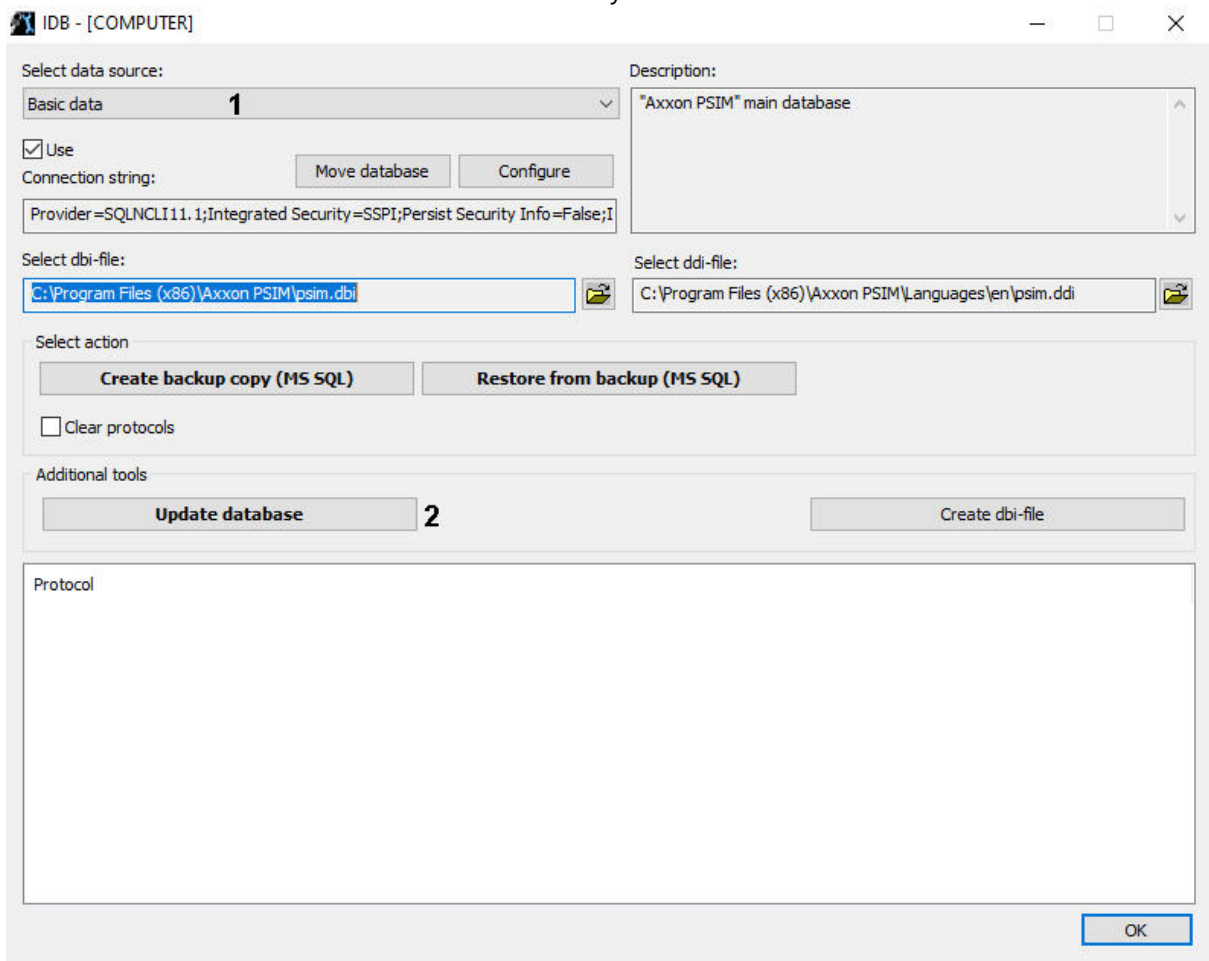 IDB - [COMPUTER]
Select data source:
Description:
Basic data
1
"Axxon PSIM" main database
Use
Connection string:
Move database
Configure
Provider=SQLNCLI11.1;Integrated Security=SSPI;Persist Security Info=False;I
Select dbi-file:
Select ddi-file:
C:\Program Files (x86)\Axxon PSIM\psim.dbi
C:\Program Files (x86)\Axxon PSIM\Languages\en\psim.ddi
Select action
Create backup copy (MS SQL)
Restore from backup (MS SQL)
Clear protocols
Additional tools
Update database
2
Create dbi-file
Protocol
OK